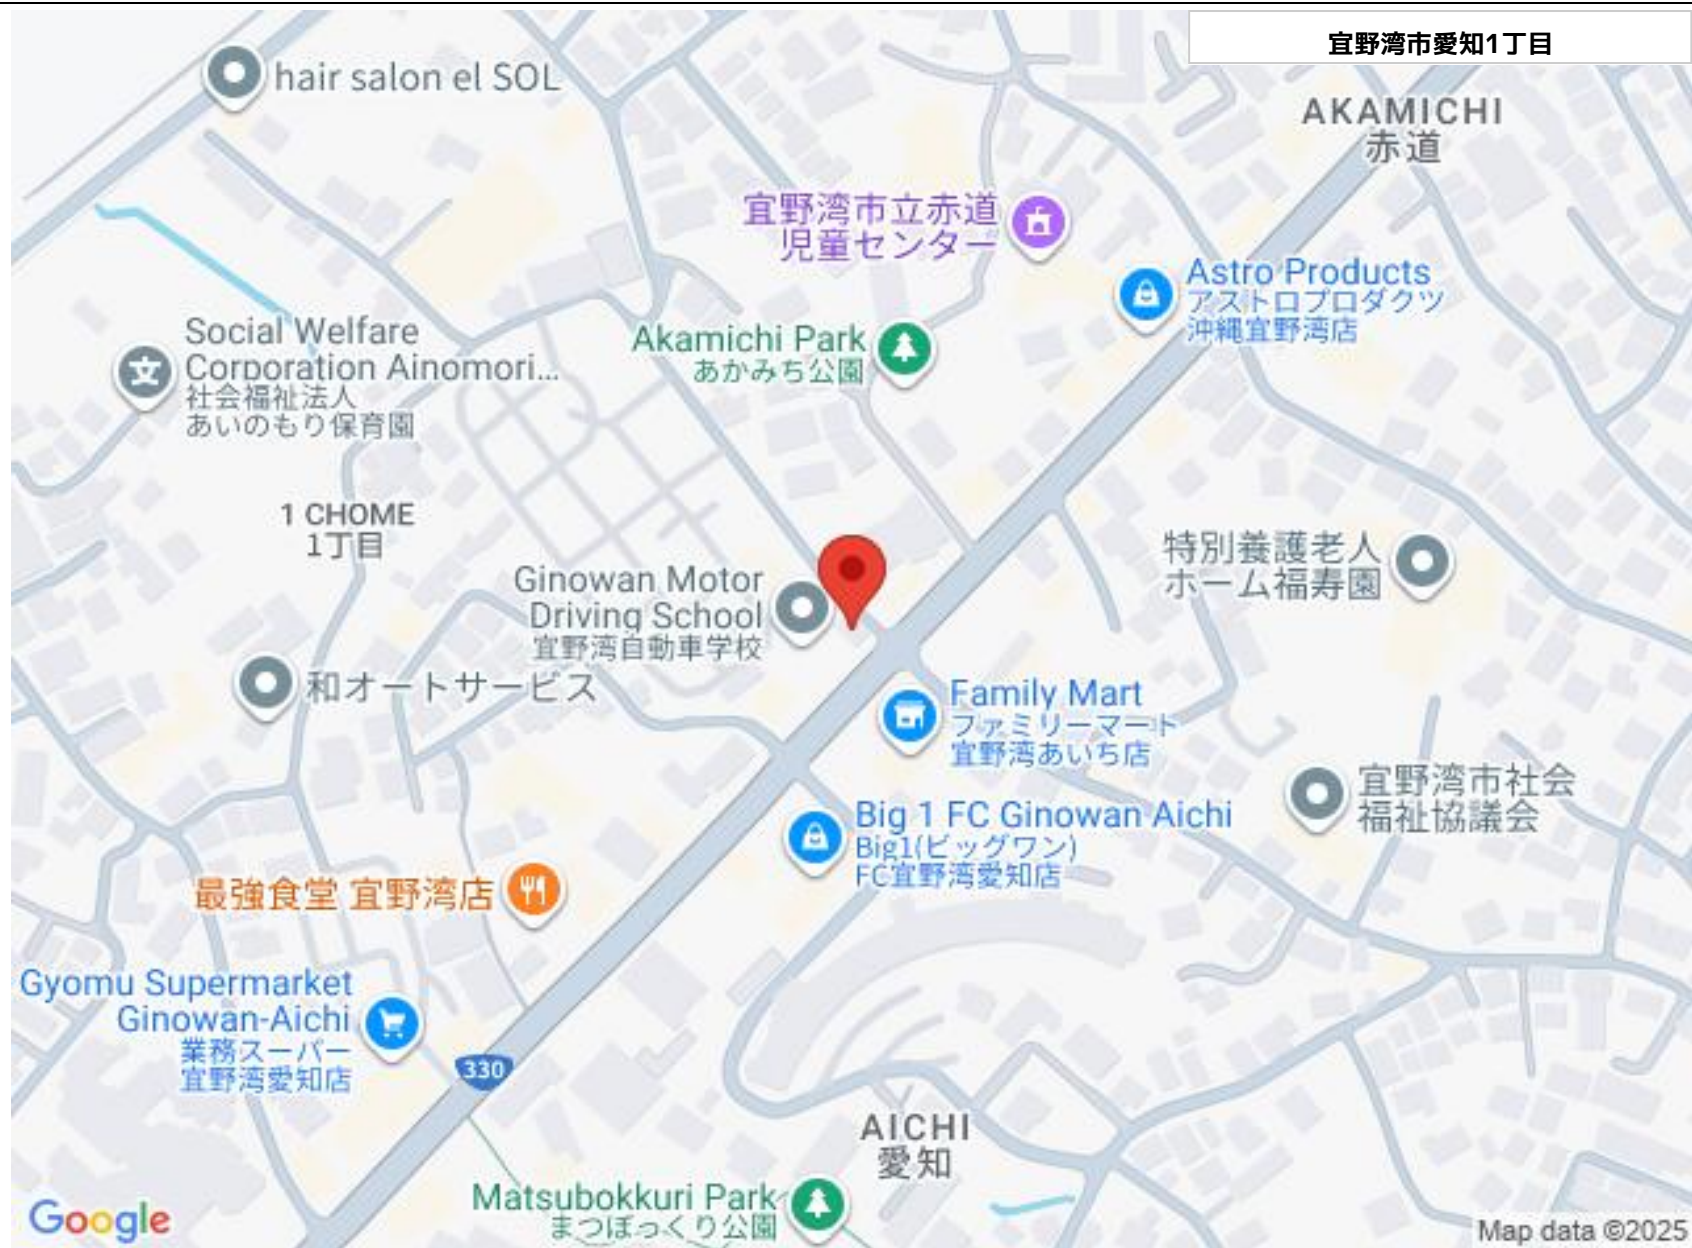 宜野湾市愛知1丁目
hair salon el SOL
AKAMICHI
赤道
宜野湾市立赤道
児童センター
Astro Products
アストロプロダクツ
沖縄宜野湾店
Social Welfare
Corporation Ainomori...
社会福祉法人
あいのもり保育園
Akamichi Park
あかみち公園
1 CHOME
1丁目
特別養護老人
ホーム福寿園
Ginowan Motor
Driving School
宜野湾自動車学校
和オートサービス
Family Mart
ファミリーマート
宜野湾あいち店
宜野湾市社会
福祉協議会
Big 1 FC Ginowan Aichi
Big1(ビッグワン)
FC宜野湾愛知店
最強食堂 宜野湾店
Gyomu Supermarket
Ginowan-Aichi
業務スーパー
宜野湾愛知店
330
AICHI
愛知
Matsubokkuri Park
まつぼっくり公園
Google
Map data ©2025